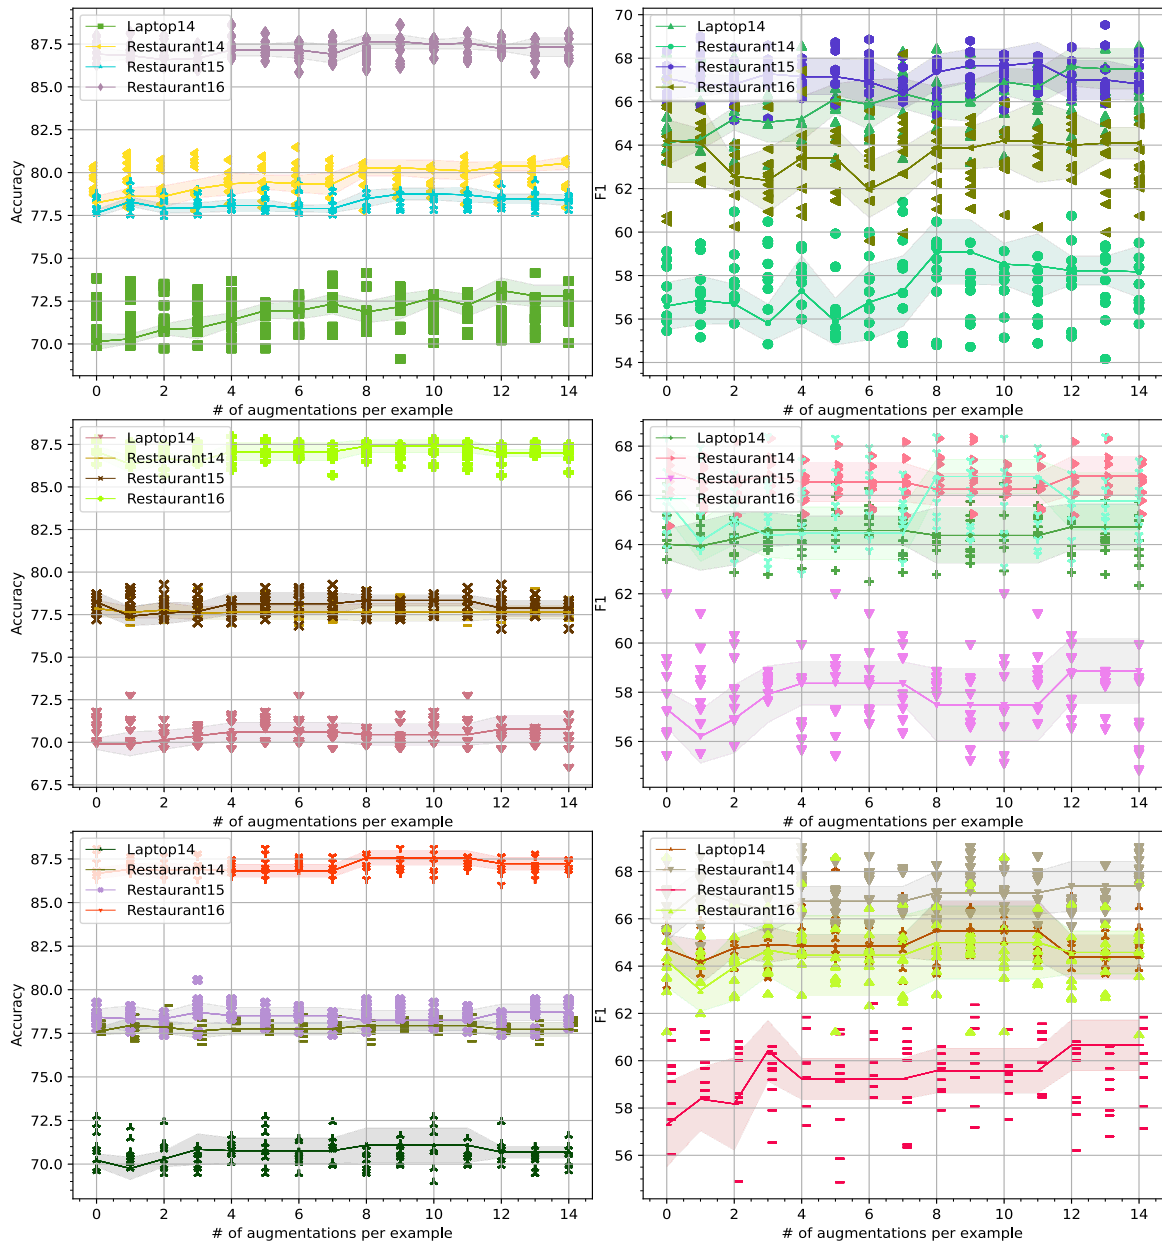 Laptop14
Restaurant14
Restaurant15
Restaurant16
87.5
85.0
82.5
80.0
77.5
75.0
72.5
70.0
Accuracy
0 2 4 6 8 10 12 14
# of augmentations per example
Laptop14
Restaurant14
Restaurant15
Restaurant16
70
68
66
64
62
60
58
56
54
F1
0 2 4 6 8 10 12 14
# of augmentations per example
Laptop14
Restaurant14
Restaurant15
Restaurant16
87.5
85.0
82.5
80.0
77.5
75.0
72.5
70.0
67.5
Accuracy
0 2 4 6 8 10 12 14
# of augmentations per example
Laptop14
Restaurant14
Restaurant15
Restaurant16
68
66
64
62
60
58
56
F1
0 2 4 6 8 10 12 14
# of augmentations per example
Laptop14
Restaurant14
Restaurant15
Restaurant16
87.5
85.0
82.5
80.0
77.5
75.0
72.5
70.0
Accuracy
0 2 4 6 8 10 12 14
# of augmentations per example
Laptop14
Restaurant14
Restaurant15
Restaurant16
68
66
64
62
60
58
56
F1
0 2 4 6 8 10 12 14
# of augmentations per example